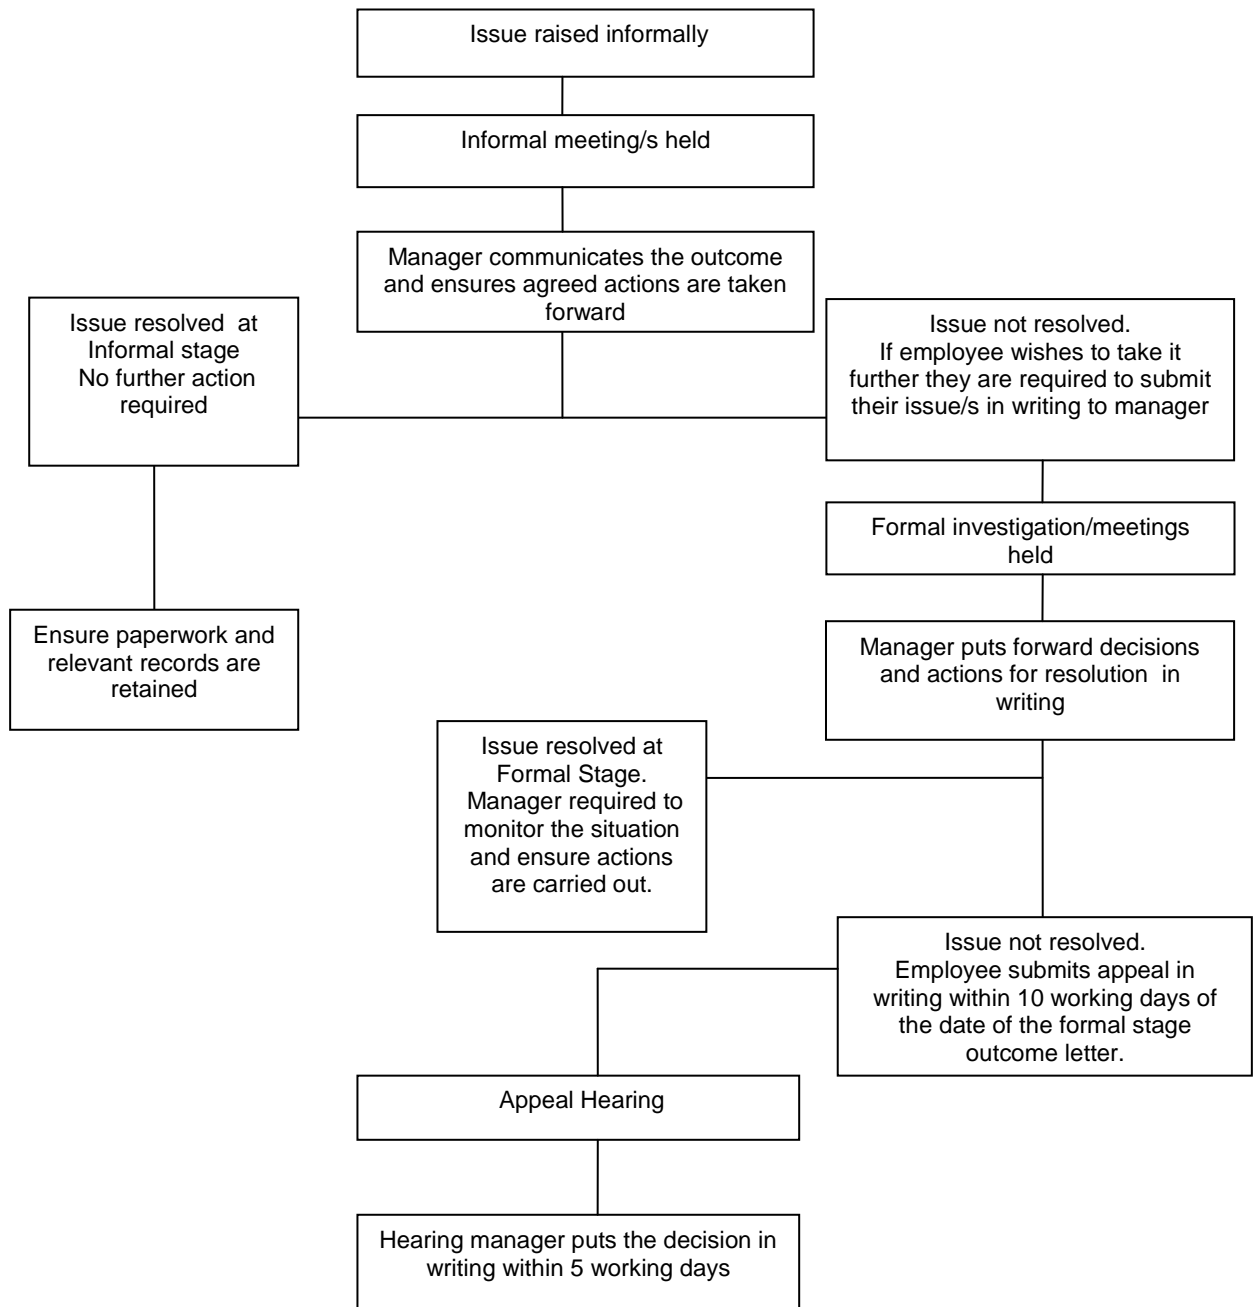 Issue raised informally
Informal meeting/s held
Manager communicates the outcome
and ensures agreed actions are taken
forward
Issue resolved  at
Informal stage
No further action
required
Issue not resolved.
If employee wishes to take it
further they are required to submit
their issue/s in writing to manager
Formal investigation/meetings
held
Ensure paperwork and
relevant records are
retained
Manager puts forward decisions
and actions for resolution  in
writing
Issue resolved at
Formal Stage.
Manager required to
monitor the situation
and ensure actions
are carried out.
Issue not resolved.
Employee submits appeal in
writing within 10 working days of
the date of the formal stage
outcome letter.
Appeal Hearing
Hearing manager puts the decision in
writing within 5 working days